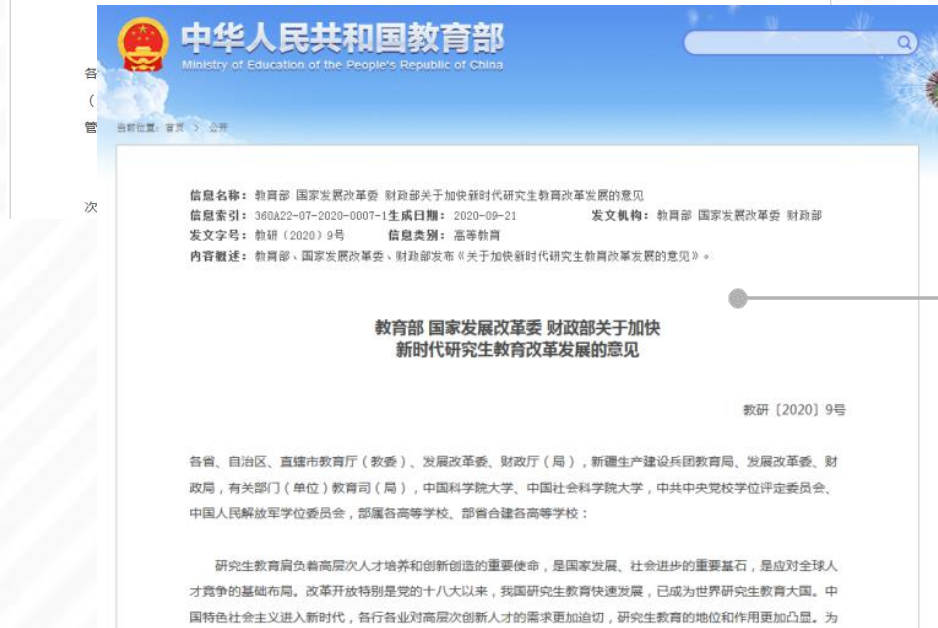 中华人民共和国教育部
Ministry of Education of the People's Republic of China
各
（
管
次
当前位置：首页 > 公开
信息名称：教育部 国家发展改革委 财政部关于加快新时代研究生教育改革发展的意见
信息索引：360A22-07-2020-0007-1生成日期：2020-09-21 发文机构：教育部 国家发展改革委 财政部
发文字号：教研（2020）9号 信息类别：高等教育
内容概述：教育部、国家发展改革委、财政部发布《关于加快新时代研究生教育改革发展的意见》。
教育部 国家发展改革委 财政部关于加快
新时代研究生教育改革发展的意见
教研〔2020〕9号
各省、自治区、直辖市教育厅（教委）、发展改革委、财政厅（局），新疆生产建设兵团教育局、发展改革委、财
政局，有关部门（单位）教育司（局），中国科学院大学、中国社会科学院大学，中共中央党校学位评定委员会、
中国人民解放军学位委员会，部属各高等学校、部省合建各高等学校：
研究生教育肩负着高层次人才培养和创新创造的重要使命，是国家发展、社会进步的重要基石，是应对全球人
才竞争的基础布局。改革开放特别是党的十八大以来，我国研究生教育快速发展，已成为世界研究生教育大国。中
国特色社会主义进入新时代，各行各业对高层次创新人才的需求更加迫切，研究生教育的地位和作用更加凸显。为